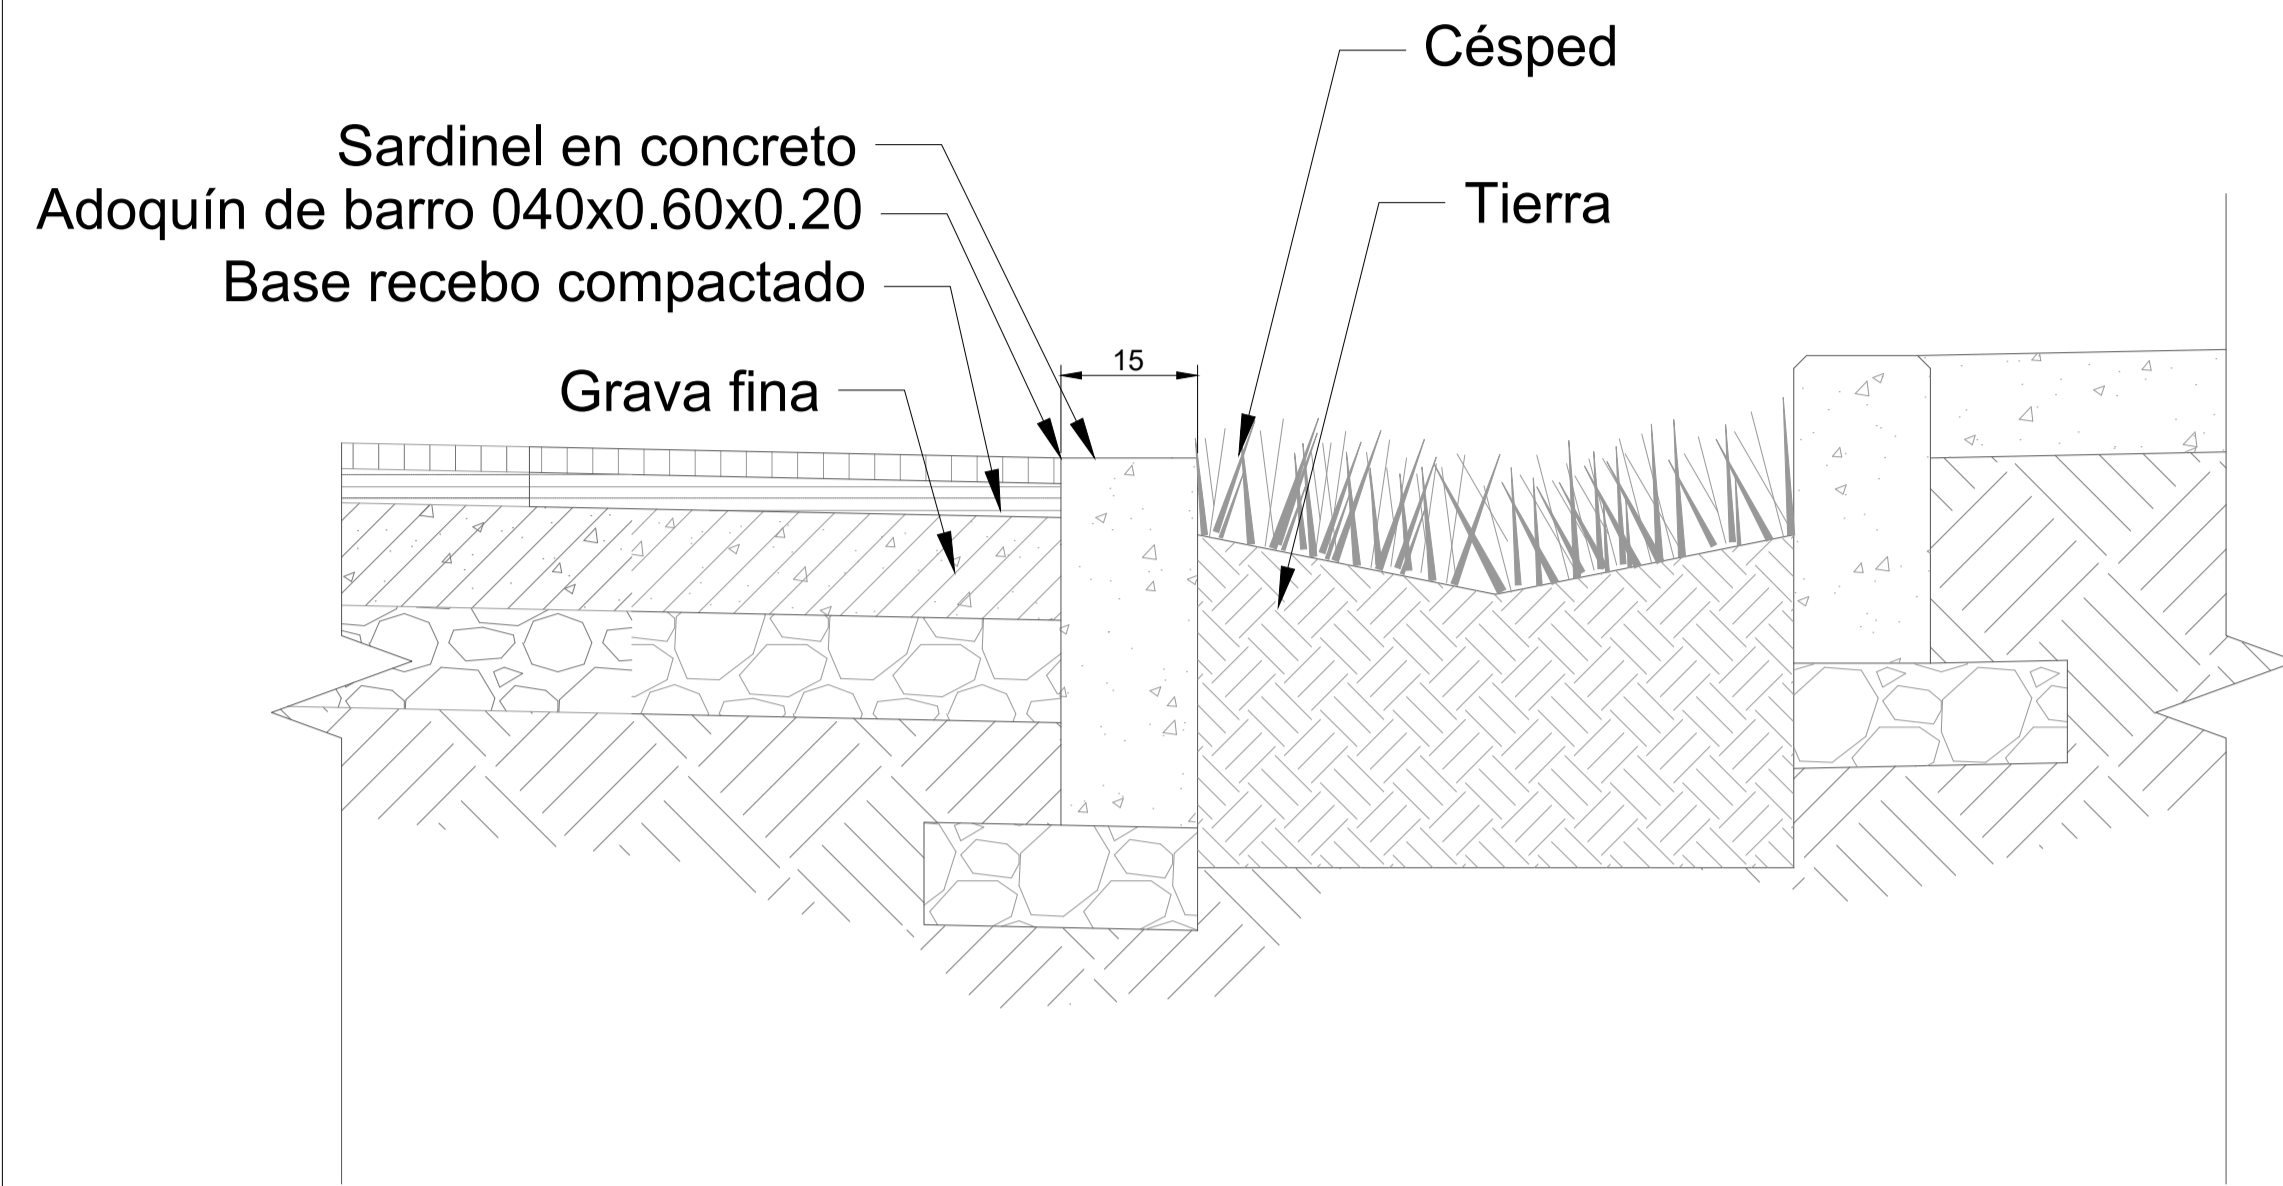 Césped
Sardinel en concreto
Adoquín de barro 040x0.60x0.20
Tierra
Base recebo compactado
15
Grava fina